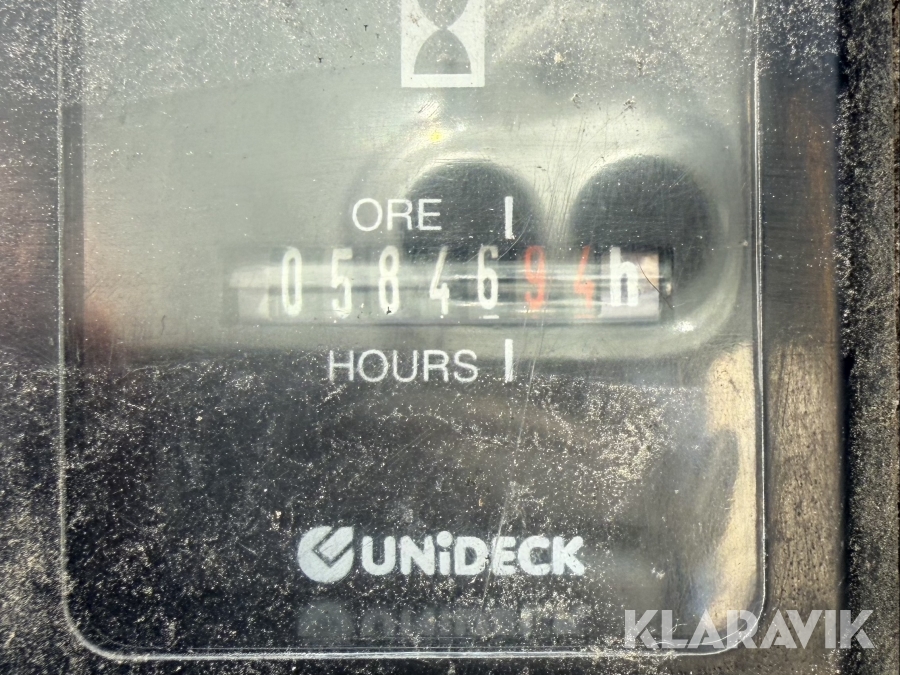 ORE
0584694h
HOURS
UNiDECK
KLARAVIK